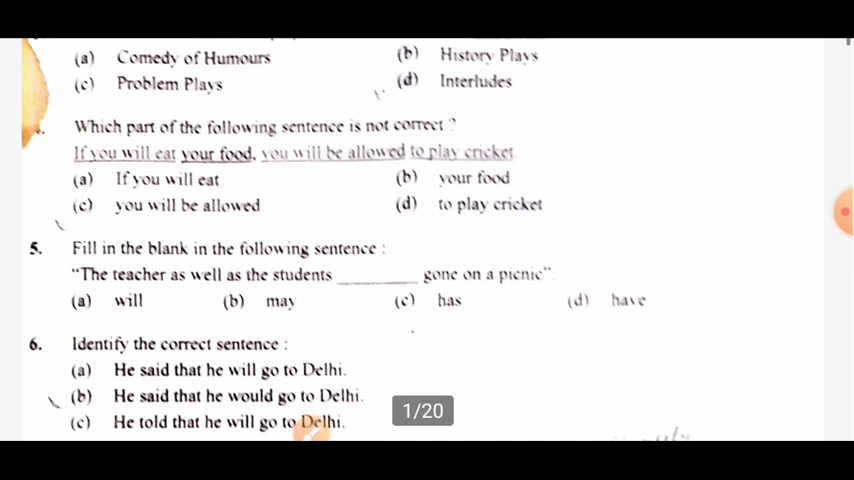 (a) Comedy of Humours (b) History Plays
(c) Problem Plays (d) Interludes
Which part of the following sentence is not correct ?
If you will eat your food, you will be allowed to play cricket
(a) If you will eat (b) your food
(c) you will be allowed (d) to play cricket
5. Fill in the blank in the following sentence :
“The teacher as well as the students ________ gone on a picnic”.
(a) will (b) may (c) has (d) have
6. Identify the correct sentence :
(a) He said that he will go to Delhi.
(b) He said that he would go to Delhi.
1/20
(c) He told that he will go to Delhi.